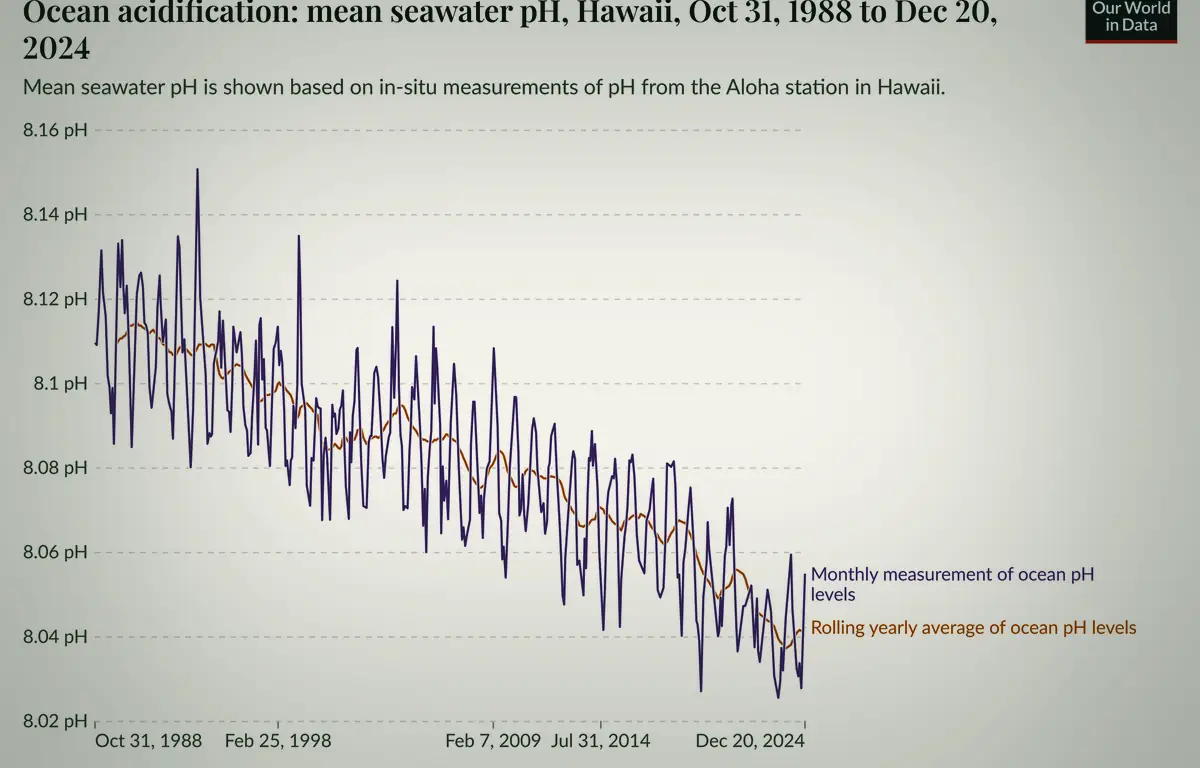 Ocean acidification: mean seawater pH, Hawaii, Oct 31, 1988 to Dec 20,
2024
Our World
in Data
Mean seawater pH is shown based on in-situ measurements of pH from the Aloha station in Hawaii.
8.16 pH
8.14 pH
8.12 pH
8.1 pH
8.08 pH
8.06 pH
8.04 pH
8.02 pH
Monthly measurement of ocean pH
levels
Rolling yearly average of ocean pH levels
Oct 31, 1988
Feb 25, 1998
Feb 7, 2009
Jul 31, 2014
Dec 20, 2024